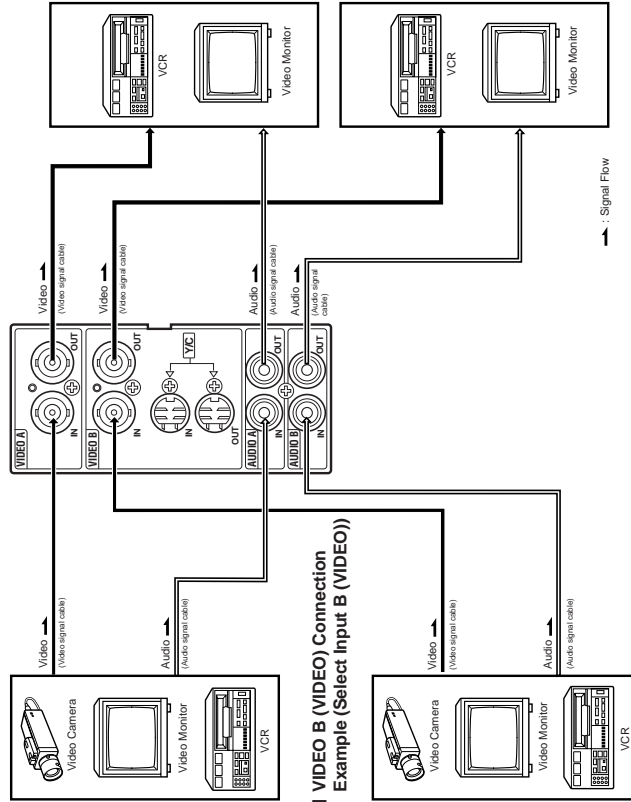 Video Camera
Video Monitor
VCR
Video
(Video signal cable)
Audio
(Audio signal cable)
VIDEO A
IN
OUT
VIDEO B
IN
OUT
Y/C
IN
OUT
AUDIO A
IN
OUT
AUDIO B
IN
OUT
Video
(Video signal cable)
Video
(Video signal cable)
Audio
(Audio signal cable)
Audio
(Audio signal
cable)
VCR
Video Monitor
VIDEO B (VIDEO) Connection
Example (Select Input B (VIDEO))
Video Camera
Video Monitor
VCR
Video
(Video signal cable)
Audio
(Audio signal cable)
VCR
Video Monitor
: Signal Flow